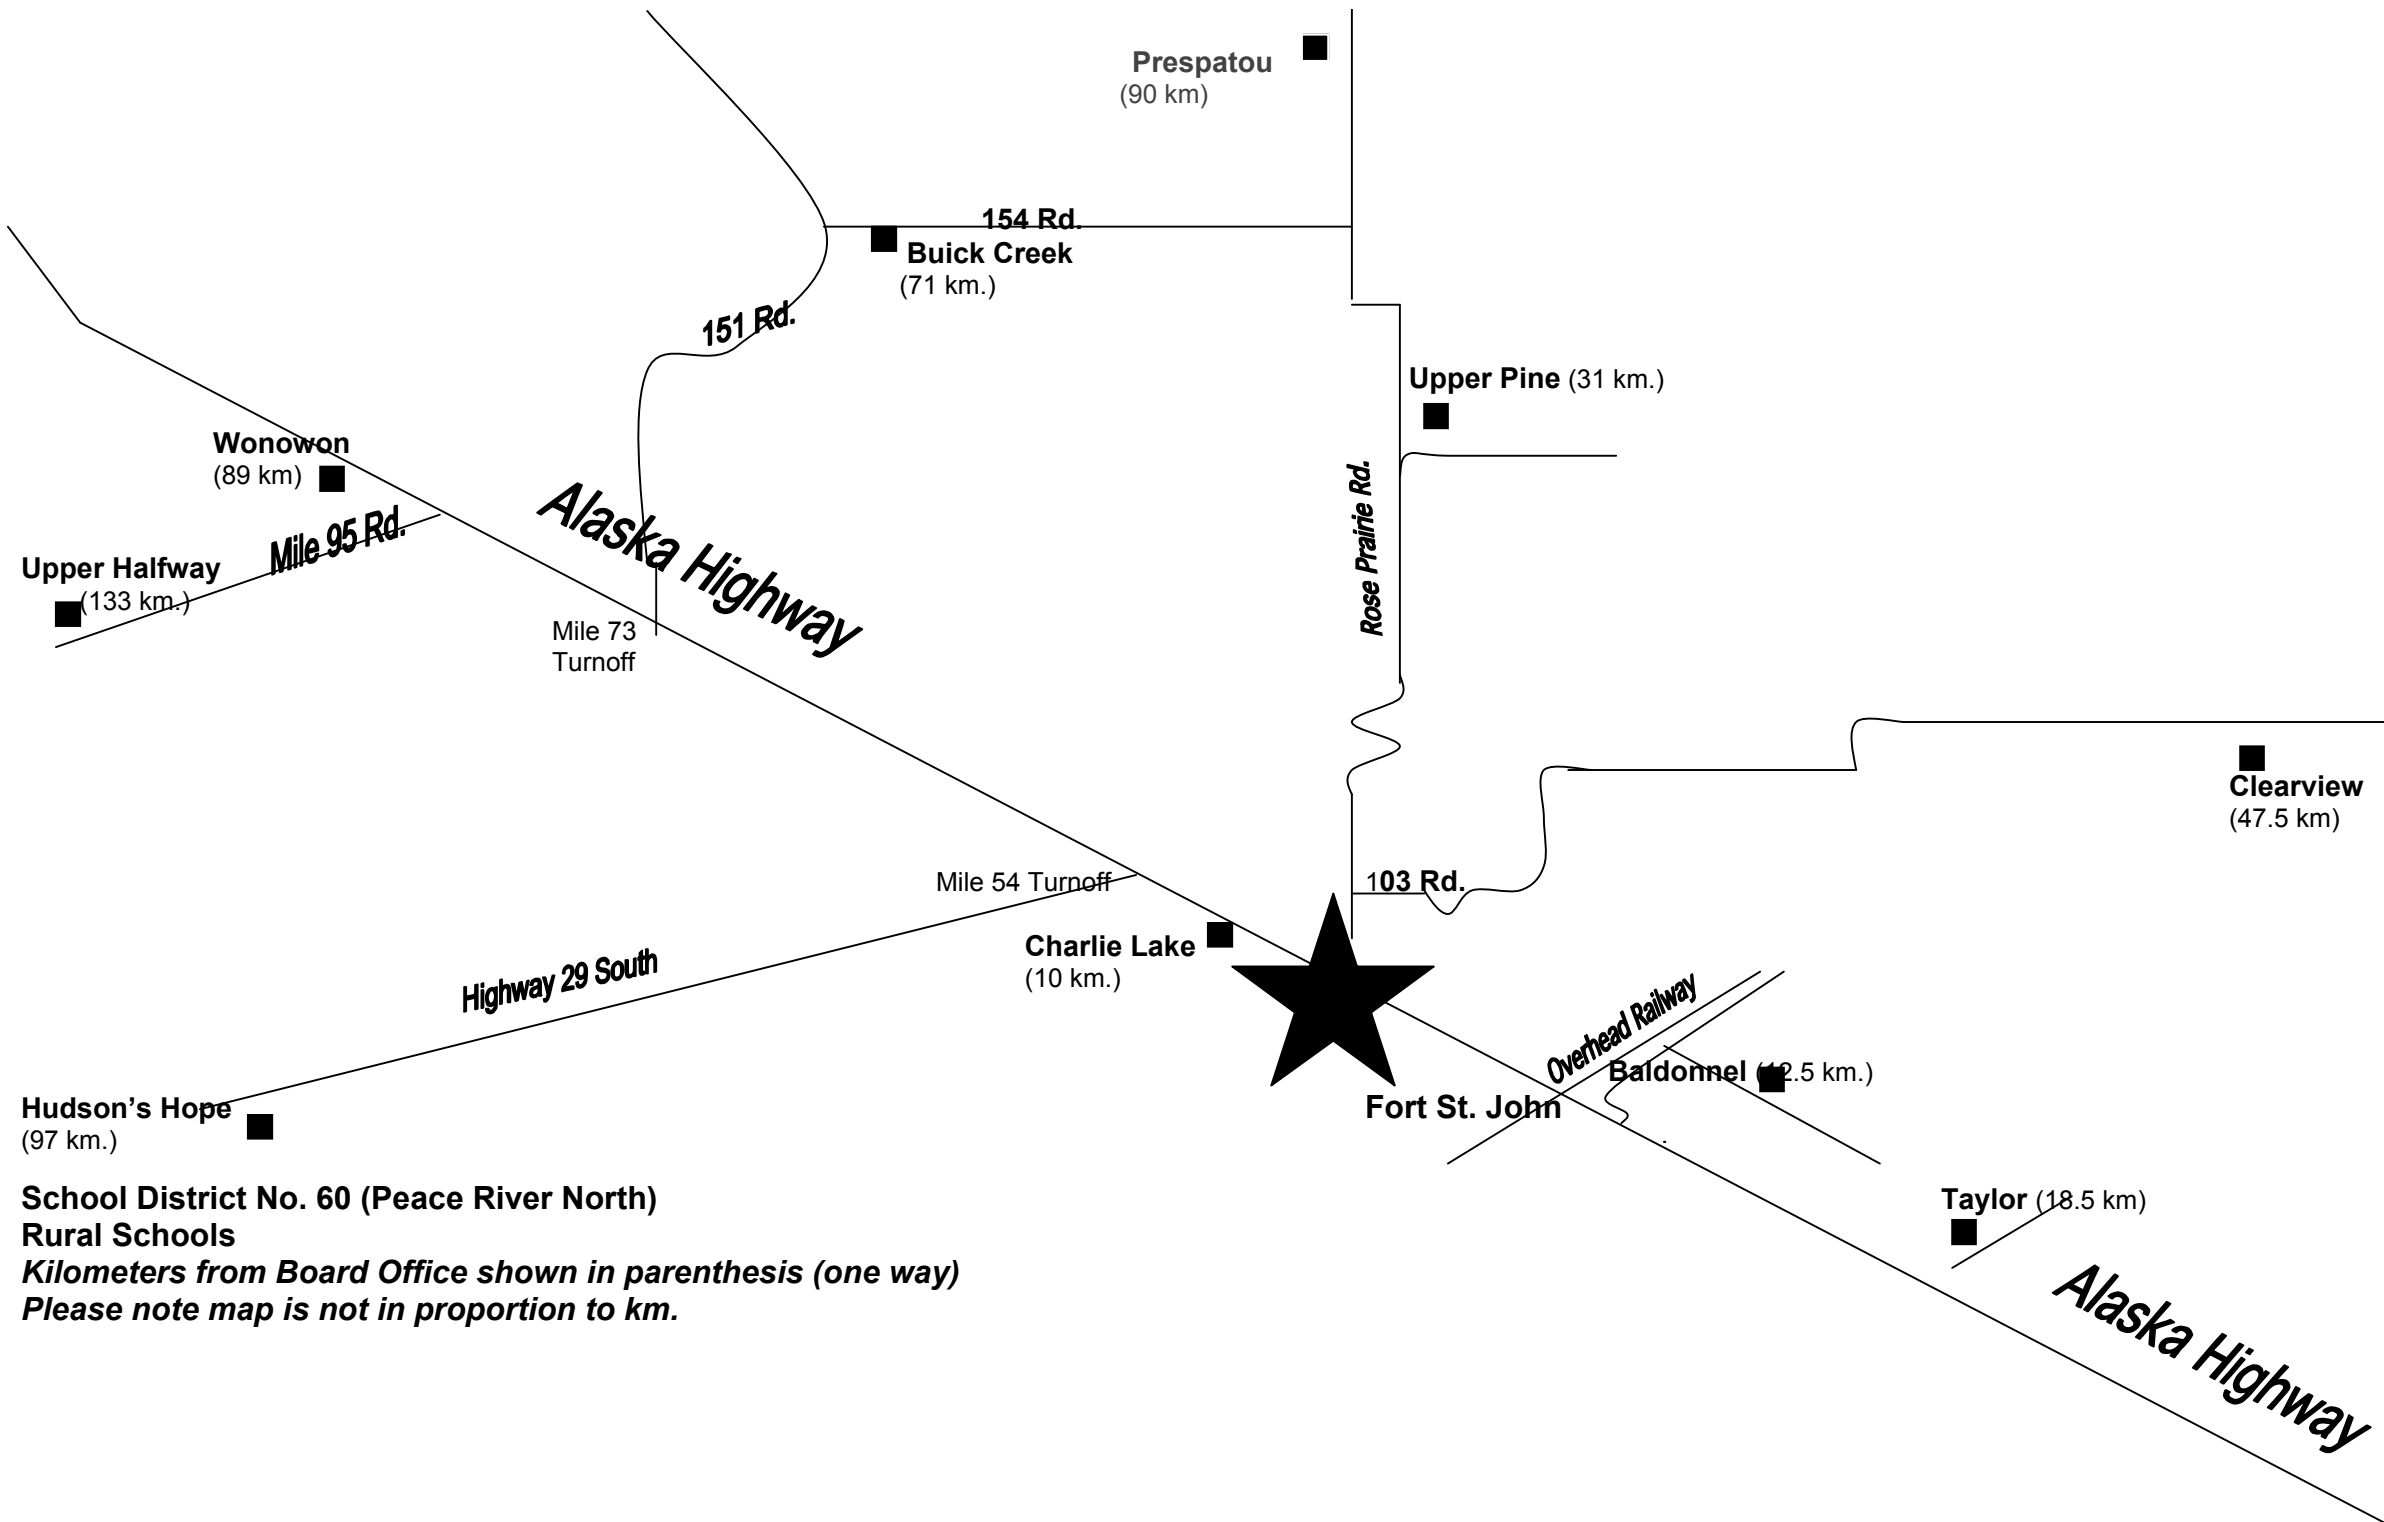 Prespatou
(90 km)
154 Rd.
Buick Creek
(71 km.)
151 Rd.
Upper Pine (31 km.)
Wonowon
(89 km)
Alaska Highway
Rose Prairie Rd.
Mile 95 Rd.
Upper Halfway
(133 km.)
Mile 73
Turnoff
Clearview
(47.5 km)
Mile 54 Turnoff
103 Rd.
Charlie Lake
(10 km.)
Highway 29 South
Overhead Railway
Baldonnel (12.5 km.)
Fort St. John
Hudson’s Hope
(97 km.)
School District No. 60 (Peace River North)
Rural Schools
Kilometers from Board Office shown in parenthesis (one way)
Please note map is not in proportion to km.
Taylor (18.5 km)
Alaska Highway